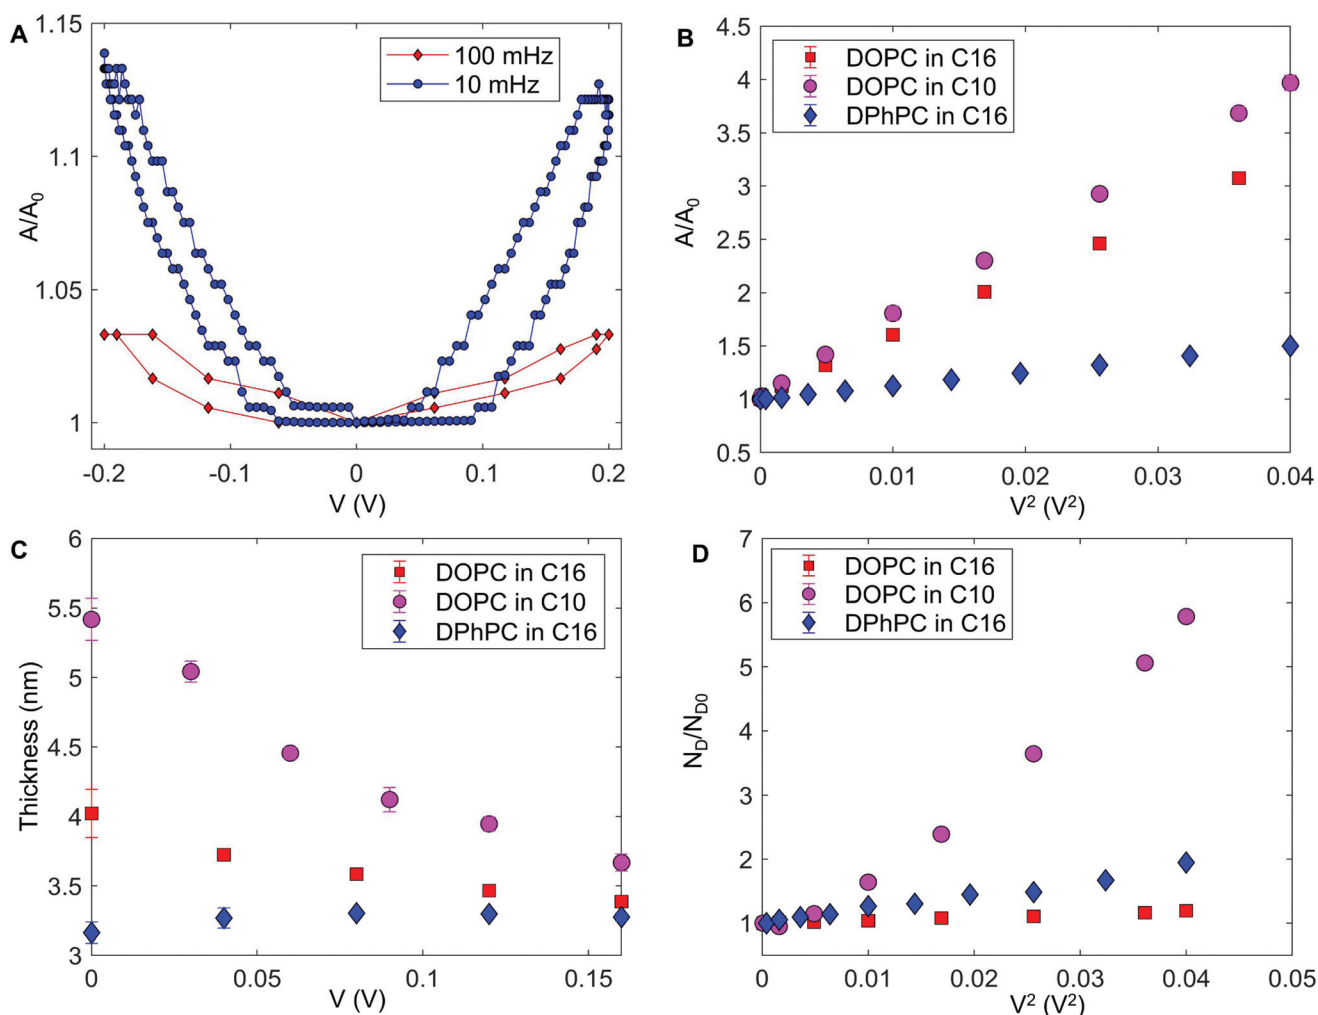 A
1.15
1.1
1.05
1
A/A0
-0.2 -0.1 0 0.1 0.2
V (V)
100 mHz
10 mHz
B
4.5
4
3.5
3
2.5
2
1.5
1
0.5
A/A0
0 0.01 0.02 0.03 0.04
V² (V²)
DOPC in C16
DOPC in C10
DPhPC in C16
C
6
5.5
5
4.5
4
3.5
3
Thickness (nm)
0 0.05 0.1 0.15
V (V)
DOPC in C16
DOPC in C10
DPhPC in C16
D
7
6
5
4
3
2
1
ND/ND0
0 0.01 0.02 0.03 0.04 0.05
V² (V²)
DOPC in C16
DOPC in C10
DPhPC in C16